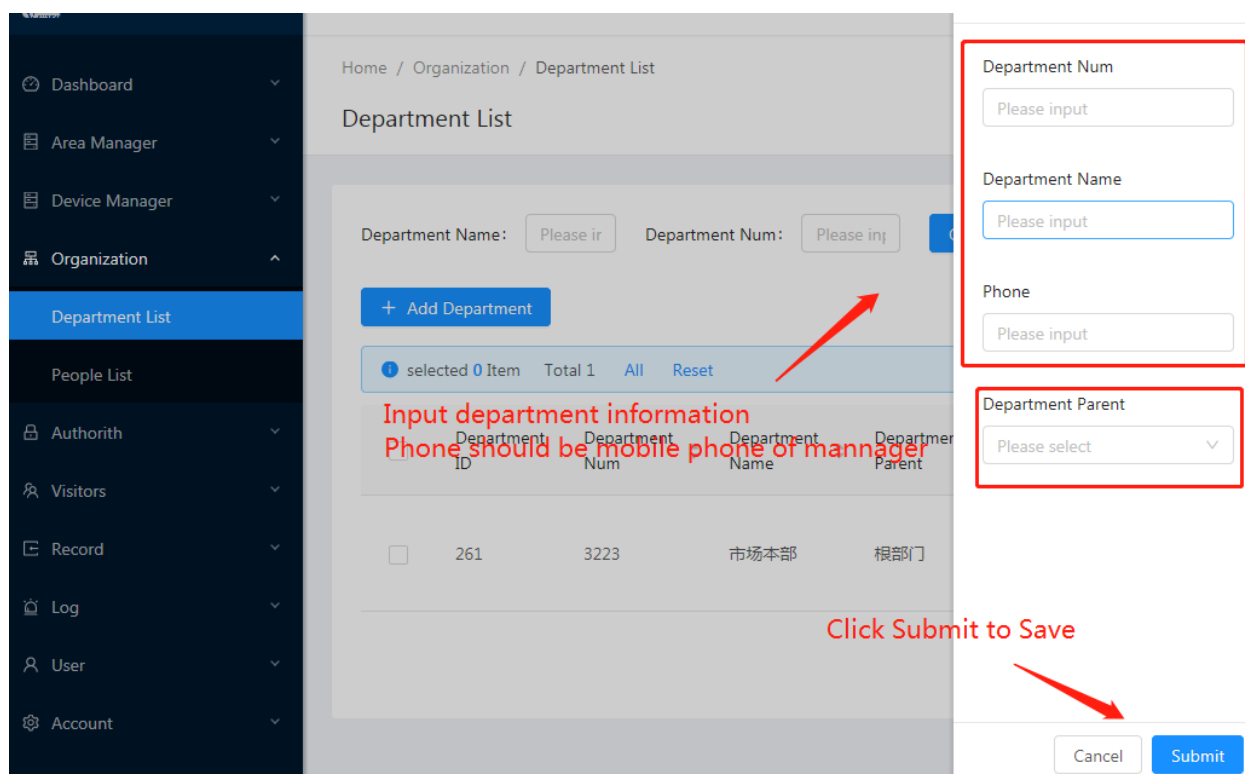 Dashboard
Area Manager
Device Manager
Organization
Department List
People List
Authorith
Visitors
Record
Log
User
Account
Home / Organization / Department List
Department List
Department Name: Please ir Department Num: Please inp
+ Add Department
selected 0 Item Total 1 All Reset
Input department information
Phone should be mobile phone of mannager
Department ID
Department Num
Department Name
Departmen Parent
261 3223 市场本部 根部门
Click Submit to Save
Department Num
Please input
Department Name
Please input
Phone
Please input
Department Parent
Please select
Cancel Submit